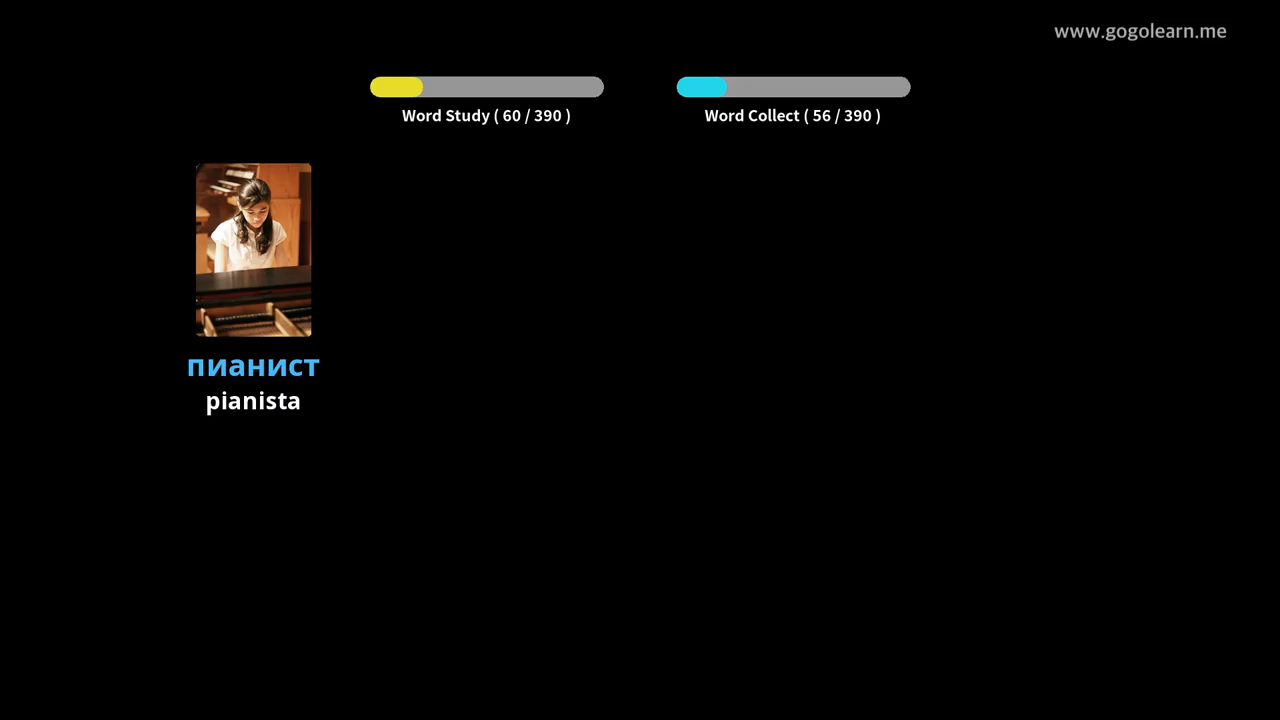 www.gogolearn.me
Word Study ( 60 / 390 )
Word Collect ( 56 / 390 )
пианист
pianista